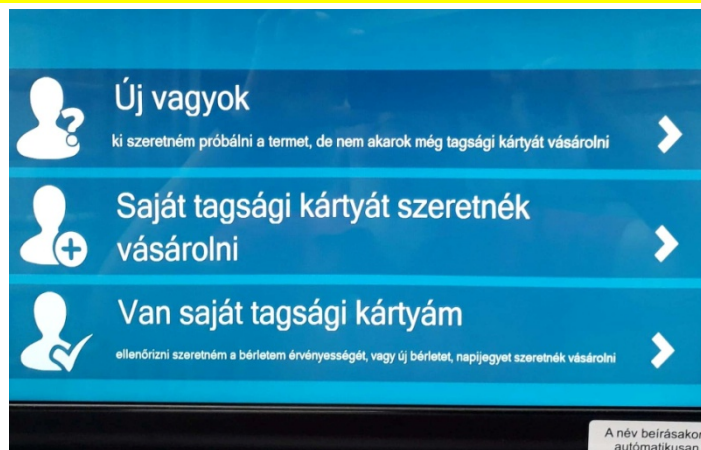 Új vagyok
ki szeretném próbálni a termet, de nem akarok még tagsági kártyát vásárolni
Saját tagsági kártyát szeretnék
vásárolni
Van saját tagsági kártyám
ellenőrizni szeretném a bérletem érvényességét, vagy új bérletet, napijegyet szeretnék vásárolni
A név beírásakor
autómatikusan